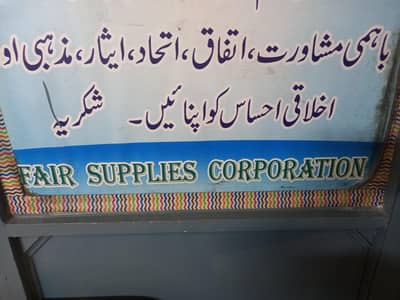 باہمی مشاورت، اتفاق، اتحاد، ایثار، مذہبی او
اخلاقی احساس کو اپنائیں۔ شکریہ
FAIR SUPPLIES CORPORATION